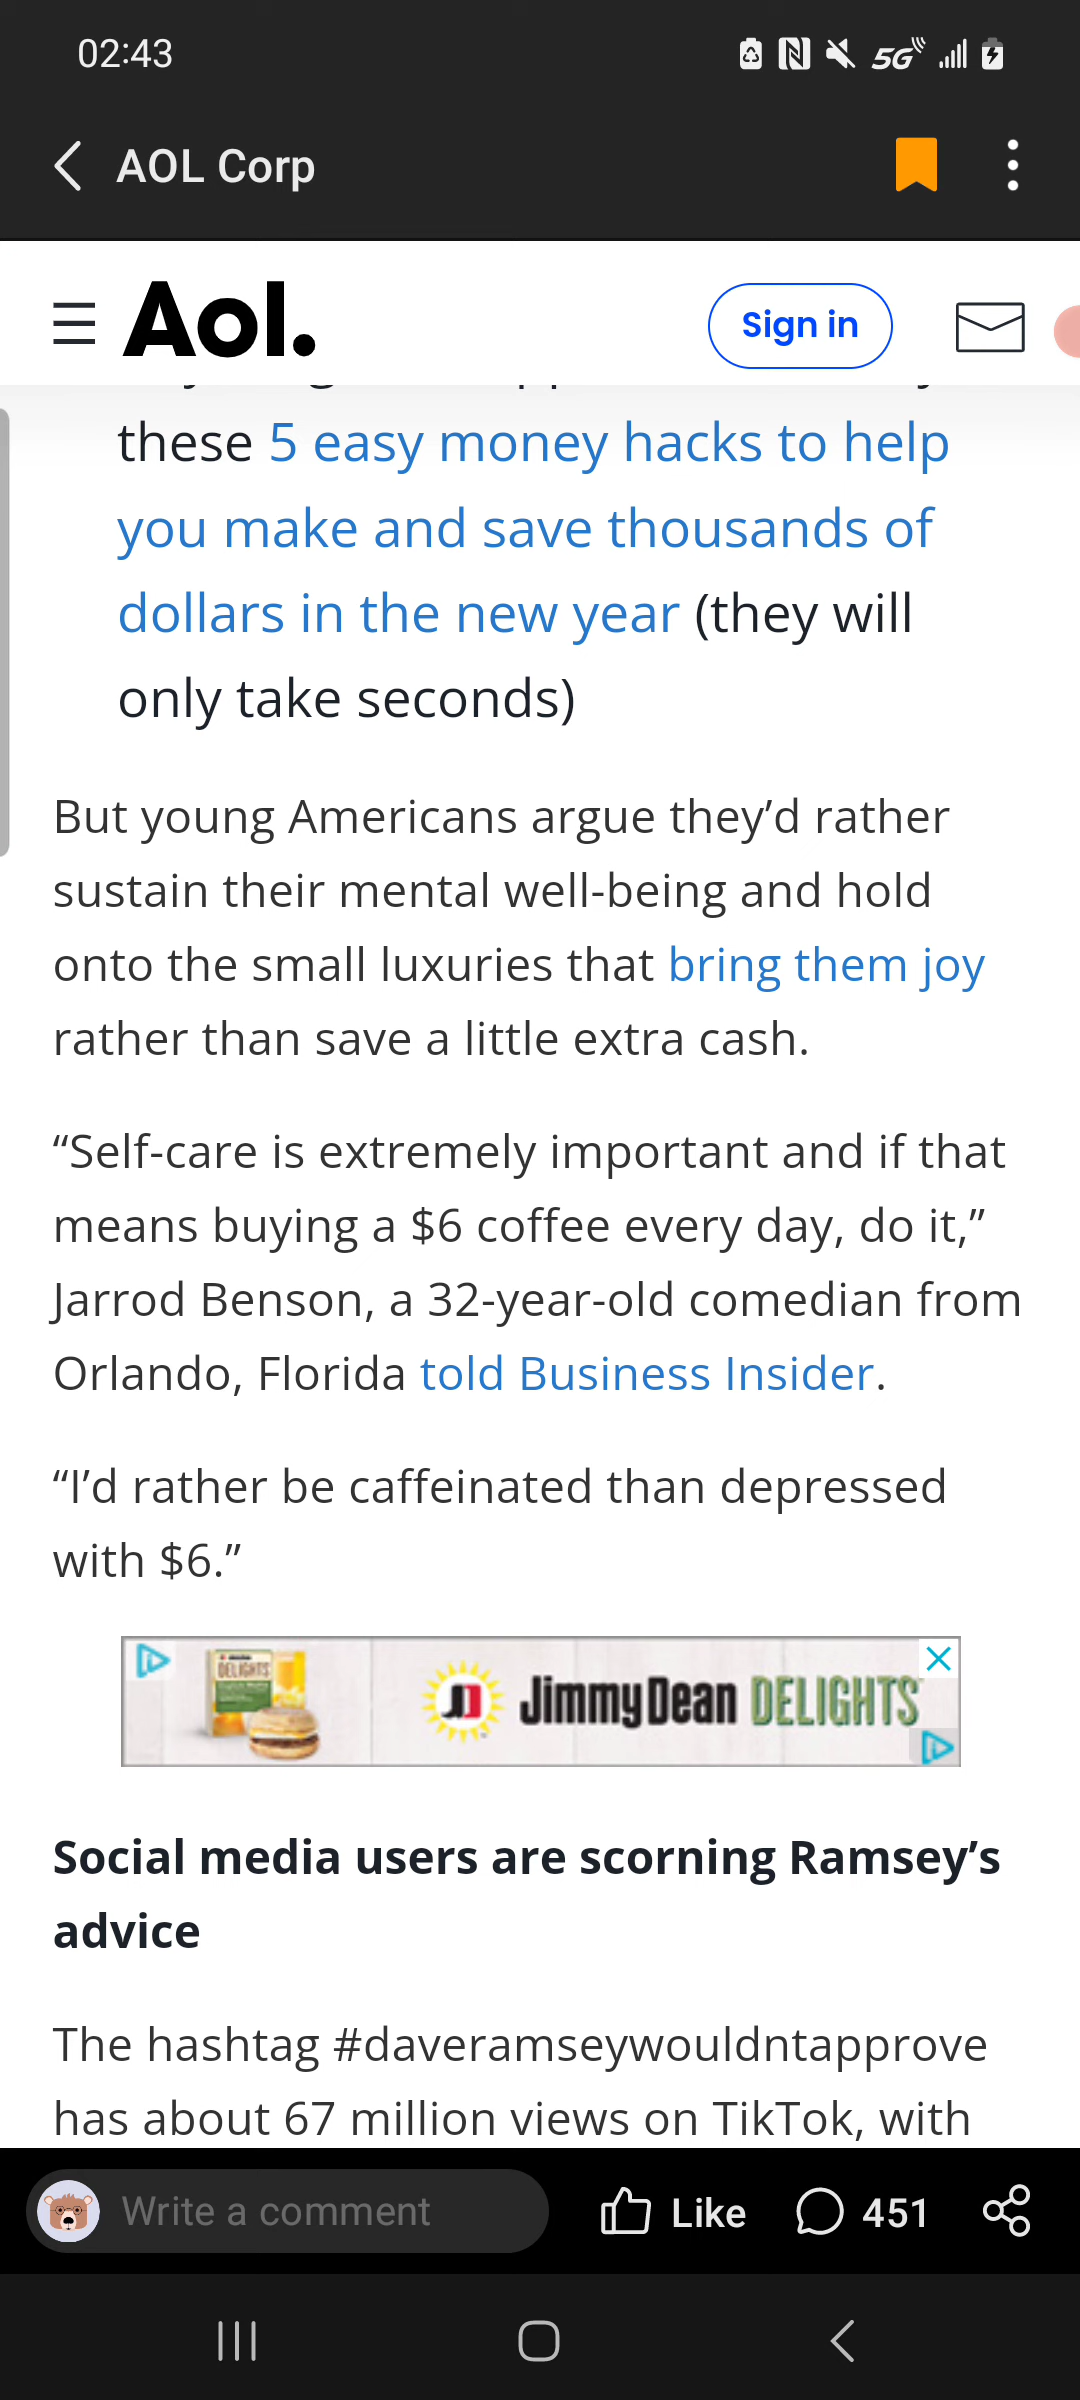 02:43
5G
AOL Corp
Aol.
Sign in
these 5 easy money hacks to help
you make and save thousands of
dollars in the new year (they will
only take seconds)
But young Americans argue they’d rather
sustain their mental well-being and hold
onto the small luxuries that bring them joy
rather than save a little extra cash.
“Self-care is extremely important and if that
means buying a $6 coffee every day, do it,”
Jarrod Benson, a 32-year-old comedian from
Orlando, Florida told Business Insider.
“I’d rather be caffeinated than depressed
with $6.”
DELIGHTS
JD Jimmy Dean DELIGHTS
Social media users are scorning Ramsey’s
advice
The hashtag #daveramseywouldntapprove
has about 67 million views on TikTok, with
Write a comment
Like
451